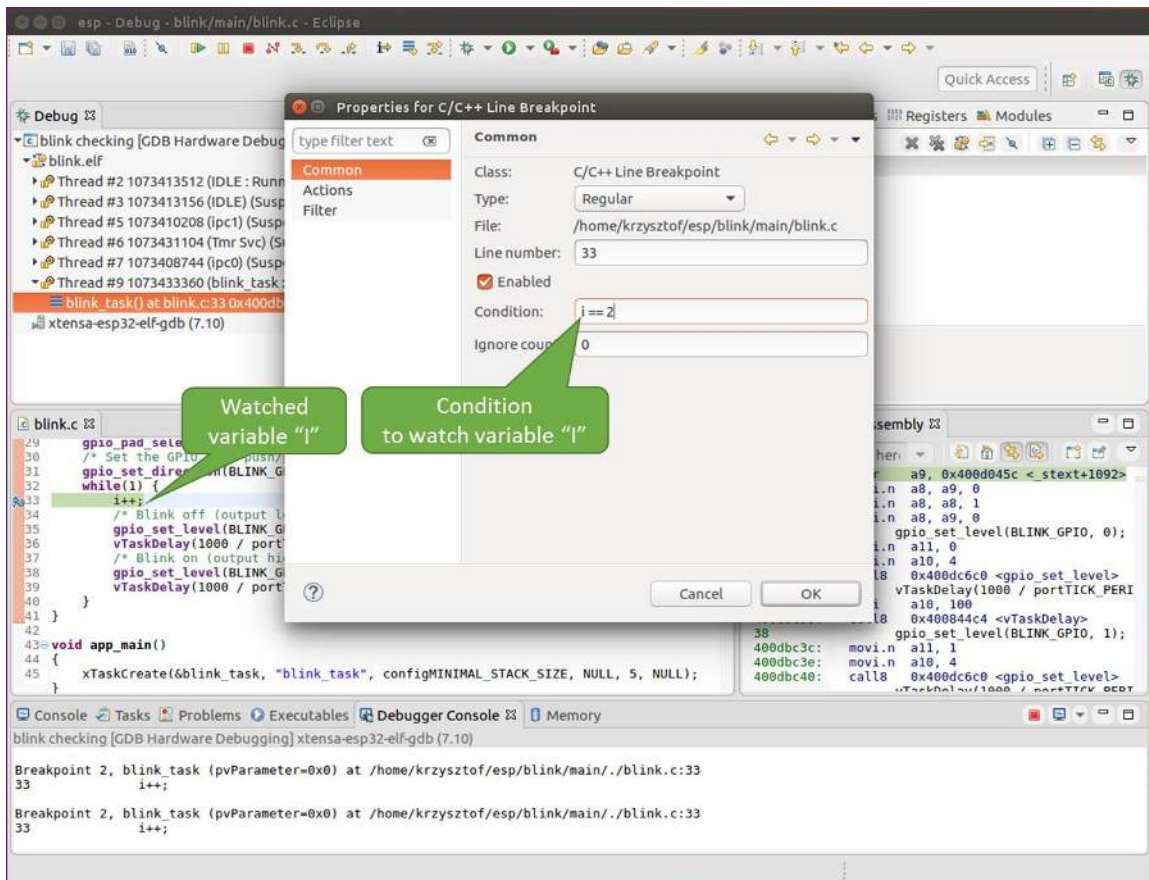 esp - Debug - blink/main/blink.c - Eclipse
Quick Access
Debug
Registers Modules
blink checking [GDB Hardware Debug
blink.elf
Thread #2 1073413512 (IDLE : Runn
Thread #3 1073413156 (IDLE) (Susp
Thread #5 1073410208 (ipc1) (Susp
Thread #6 1073431104 (Tmr Svc) (S
Thread #7 1073408744 (ipc0) (Susp
Thread #9 1073433360 (blink_task :
blink_task() at blink.c:33 0x400db
xtensa-esp32-elf-gdb (7.10)
Properties for C/C++ Line Breakpoint
type filter text
Common
Actions
Filter
Common
Class: C/C++ Line Breakpoint
Type: Regular
File: /home/krzysztof/esp/blink/main/blink.c
Line number: 33
Enabled
Condition: i == 2
Ignore coun 0
Cancel OK
Watched
variable “I”
Condition
to watch variable “I”
blink.c
29 gpio_pad_sele
30 /* Set the GPIO push/
31 gpio_set_direction(BLINK_G
32 while(1) {
33 i++;
34 /* Blink off (output l
35 gpio_set_level(BLINK_G
36 vTaskDelay(1000 / port
37 /* Blink on (output hi
38 gpio_set_level(BLINK_G
39 vTaskDelay(1000 / port
40 }
41 }
42
43 void app_main()
44 {
45 xTaskCreate(&blink_task, "blink_task", configMINIMAL_STACK_SIZE, NULL, 5, NULL);
}
sembly
her
r a9, 0x400d045c <_stext+1092>
i.n a8, a9, 0
i.n a8, a8, 1
i.n a8, a9, 0
gpio_set_level(BLINK_GPIO, 0);
i.n a11, 0
i.n a10, 4
l8 0x400dc6c0 <gpio_set_level>
vTaskDelay(1000 / portTICK_PERI
i a10, 100
call8 0x400844c4 <vTaskDelay>
38 gpio_set_level(BLINK_GPIO, 1);
400dbc3c: movi.n a11, 1
400dbc3e: movi.n a10, 4
400dbc40: call8 0x400dc6c0 <gpio_set_level>
vTaskDelay(1000 / portTICK_PERI
Console Tasks Problems Executables Debugger Console Memory
blink checking [GDB Hardware Debugging] xtensa-esp32-elf-gdb (7.10)
Breakpoint 2, blink_task (pvParameter=0x0) at /home/krzysztof/esp/blink/main/./blink.c:33
33 i++;
Breakpoint 2, blink_task (pvParameter=0x0) at /home/krzysztof/esp/blink/main/./blink.c:33
33 i++;